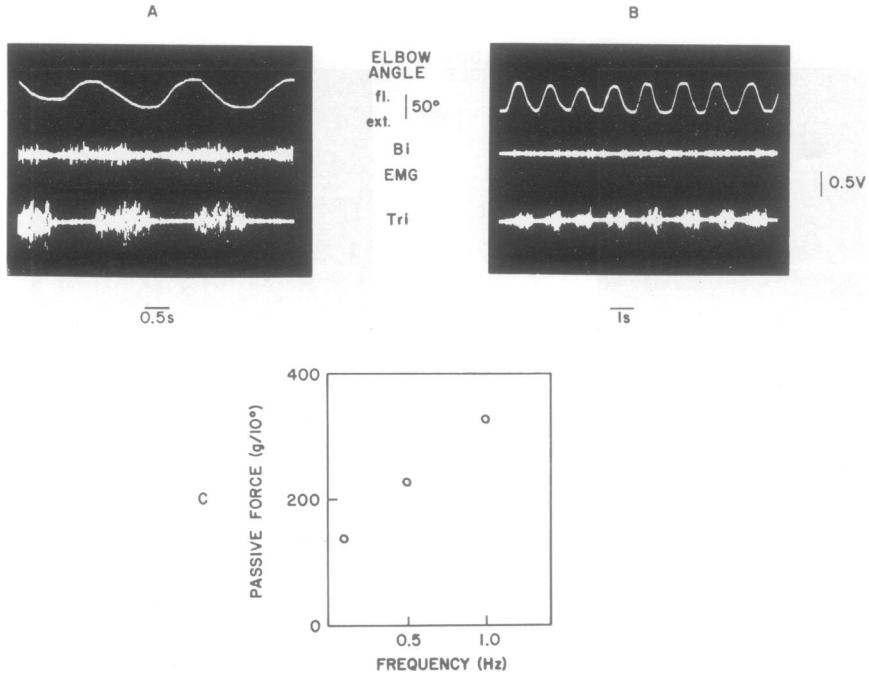 A
B
ELBOW
ANGLE
fl.
50°
ext.
Bi
EMG
0.5V
Tri
0.5s
1s
C
PASSIVE FORCE (g/10°)
400
200
0
0.5
1.0
FREQUENCY (Hz)